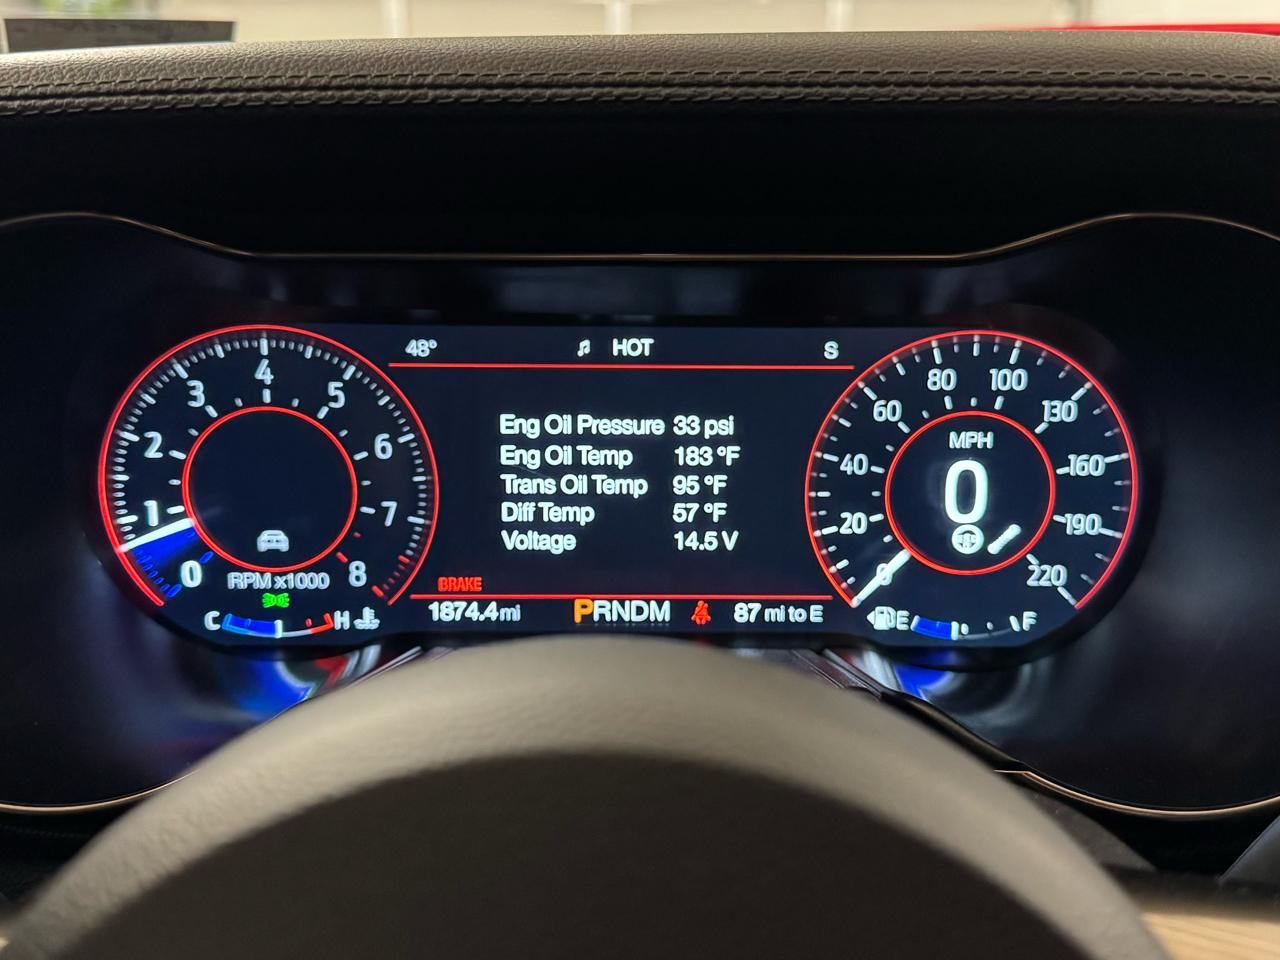 48° HOT S
Eng Oil Pressure 33 psi
Eng Oil Temp 183 °F
Trans Oil Temp 95 °F
Diff Temp 57 °F
Voltage 14.5 V
BRAKE
1874.4 mi PRNDM 87 mi to E
0 1 2 3 4 5 6 7 8
RPM x1000
C H
0 20 40 60 80 100 130 160 190 220
MPH
0
E F